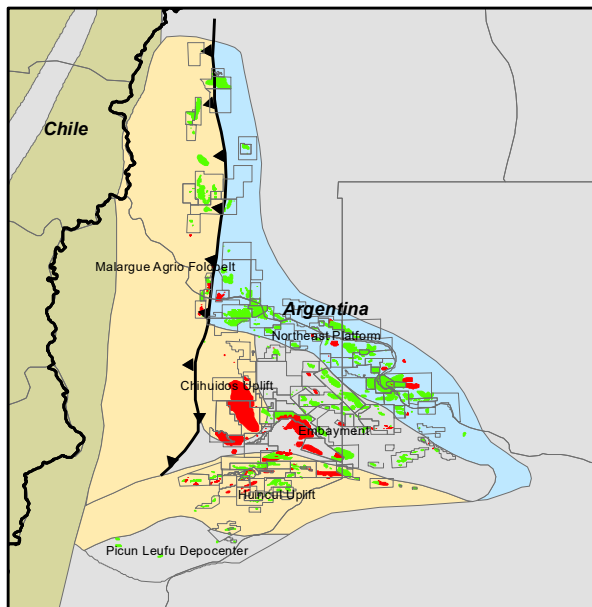 Chile
Malargue Agrio Foldbelt
Argentina
Northeast Platform
Chihuidos Uplift
Embayment
Huincul Uplift
Picun Leufu Depocenter